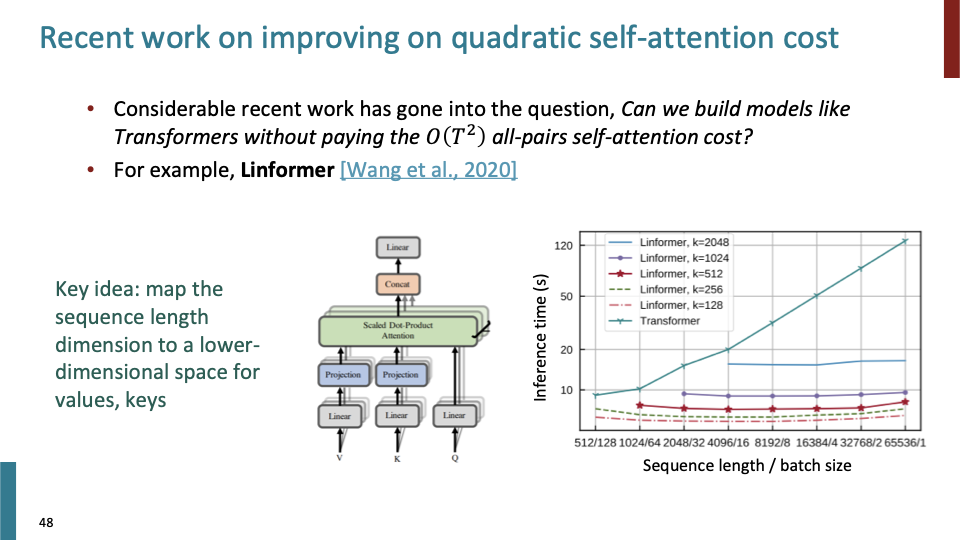 Recent work on improving on quadratic self-attention cost
• Considerable recent work has gone into the question, Can we build models like
Transformers without paying the 𝑂(𝑇²) all-pairs self-attention cost?
• For example, Linformer [Wang et al., 2020]
Key idea: map the
sequence length
dimension to a lower-
dimensional space for
values, keys
Linear
Concat
Scaled Dot-Product
Attention
Projection Projection
Linear Linear Linear
V K Q
Inference time (s)
120
50
20
10
Linformer, k=2048
Linformer, k=1024
Linformer, k=512
Linformer, k=256
Linformer, k=128
Transformer
512/128 1024/64 2048/32 4096/16 8192/8 16384/4 32768/2 65536/1
Sequence length / batch size
48